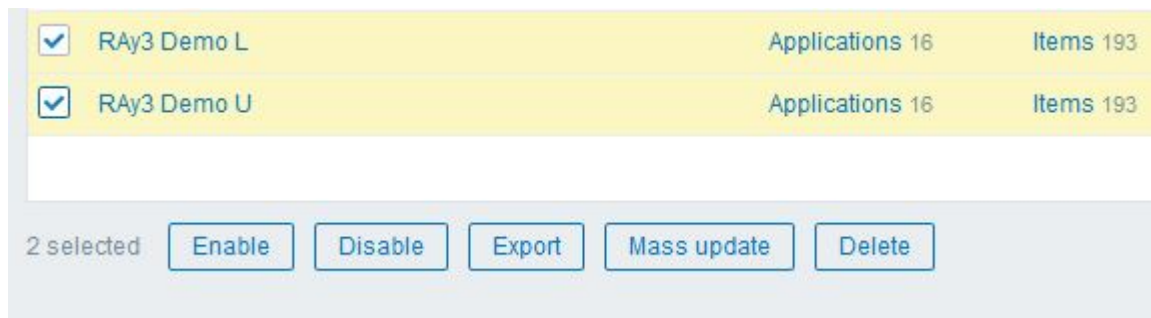 RAy3 Demo L Applications 16 Items 193
RAy3 Demo U Applications 16 Items 193
2 selected Enable Disable Export Mass update Delete